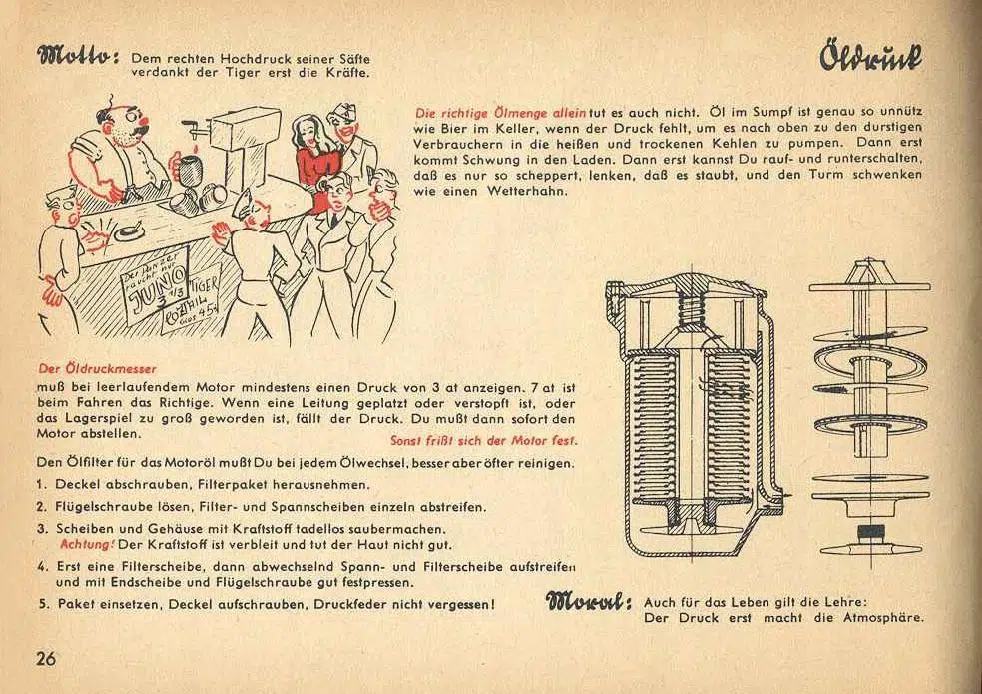 Motto: Dem rechten Hochdruck seiner Säfte
verdankt der Tiger erst die Kräfte.
Öldruck
Die richtige Ölmenge allein tut es auch nicht. Öl im Sumpf ist genau so unnütz
wie Bier im Keller, wenn der Druck fehlt, um es nach oben zu den durstigen
Verbrauchern in die heißen und trockenen Kehlen zu pumpen. Dann erst
kommt Schwung in den Laden. Dann erst kannst Du rauf- und runterschalten,
daß es nur so scheppert, lenken, daß es staubt, und den Turm schwenken
wie einen Wetterhahn.
Der Panzer
raucht nur
JUNO
3 1/3
TIGER
Der Öldruckmesser
muß bei leerlaufendem Motor mindestens einen Druck von 3 at anzeigen. 7 at ist
beim Fahren das Richtige. Wenn eine Leitung geplatzt oder verstopft ist, oder
das Lagerspiel zu groß geworden ist, fällt der Druck. Du mußt dann sofort den
Motor abstellen.
Sonst frißt sich der Motor fest.
Den Ölfilter für das Motoröl mußt Du bei jedem Ölwechsel, besser aber öfter reinigen.
1. Deckel abschrauben, Filterpaket herausnehmen.
2. Flügelschraube lösen, Filter- und Spannscheiben einzeln abstreifen.
3. Scheiben und Gehäuse mit Kraftstoff tadellos saubermachen.
Achtung! Der Kraftstoff ist verbleit und tut der Haut nicht gut.
4. Erst eine Filterscheibe, dann abwechselnd Spann- und Filterscheibe aufstreifen
und mit Endscheibe und Flügelschraube gut festpressen.
5. Paket einsetzen, Deckel aufschrauben, Druckfeder nicht vergessen!
Moral: Auch für das Leben gilt die Lehre:
Der Druck erst macht die Atmosphäre.
26